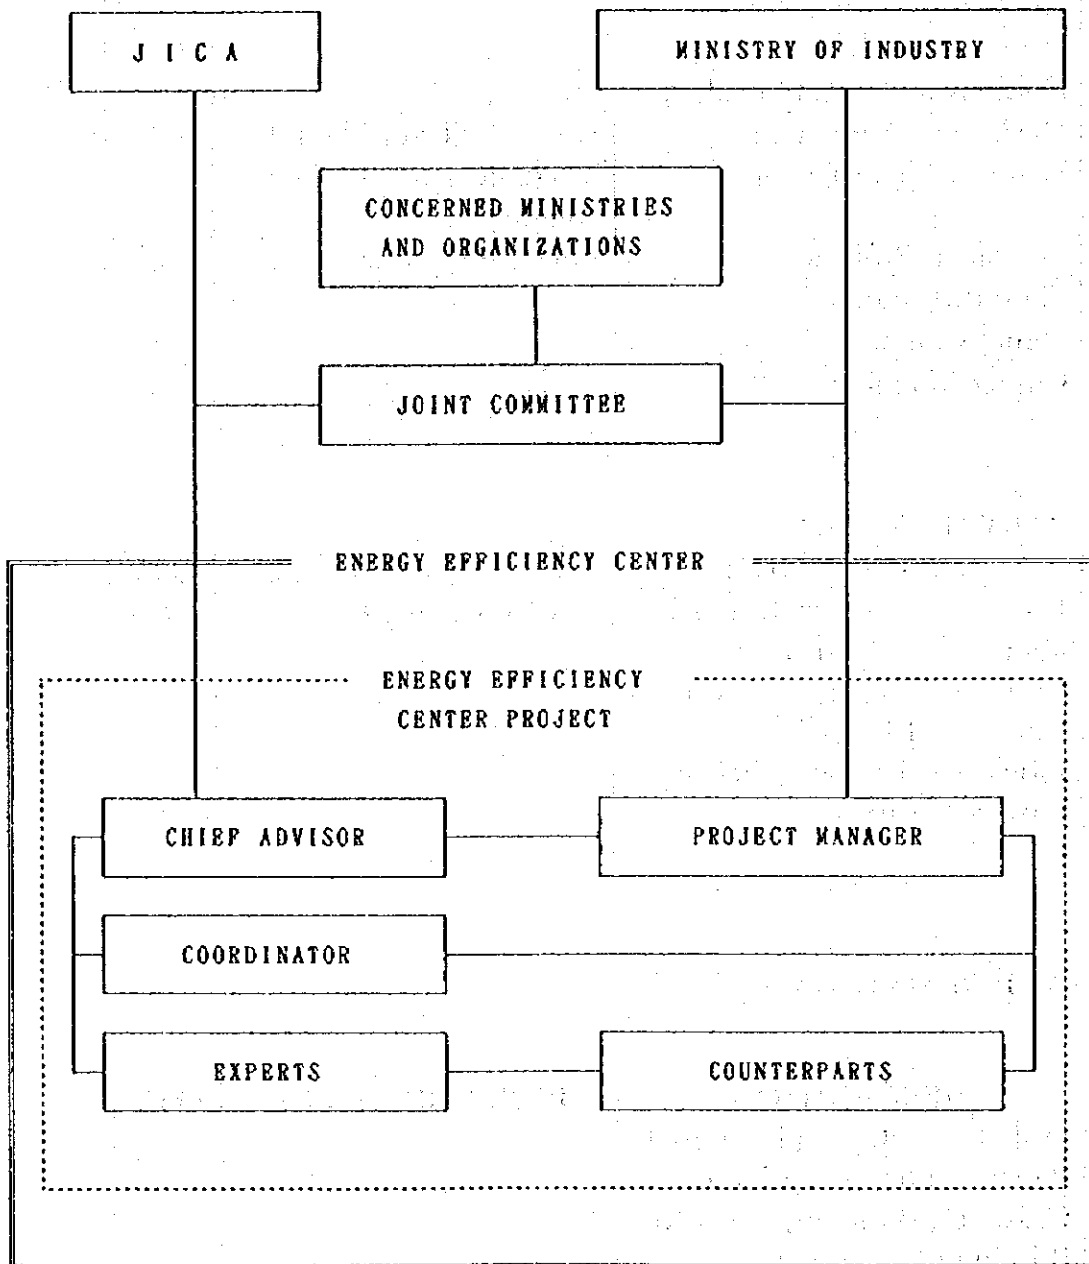 JICA
MINISTRY OF INDUSTRY
CONCERNED MINISTRIES
AND ORGANIZATIONS
JOINT COMMITTEE
ENERGY EFFICIENCY CENTER
ENERGY EFFICIENCY
CENTER PROJECT
CHIEF ADVISOR
PROJECT MANAGER
COORDINATOR
EXPERTS
COUNTERPARTS